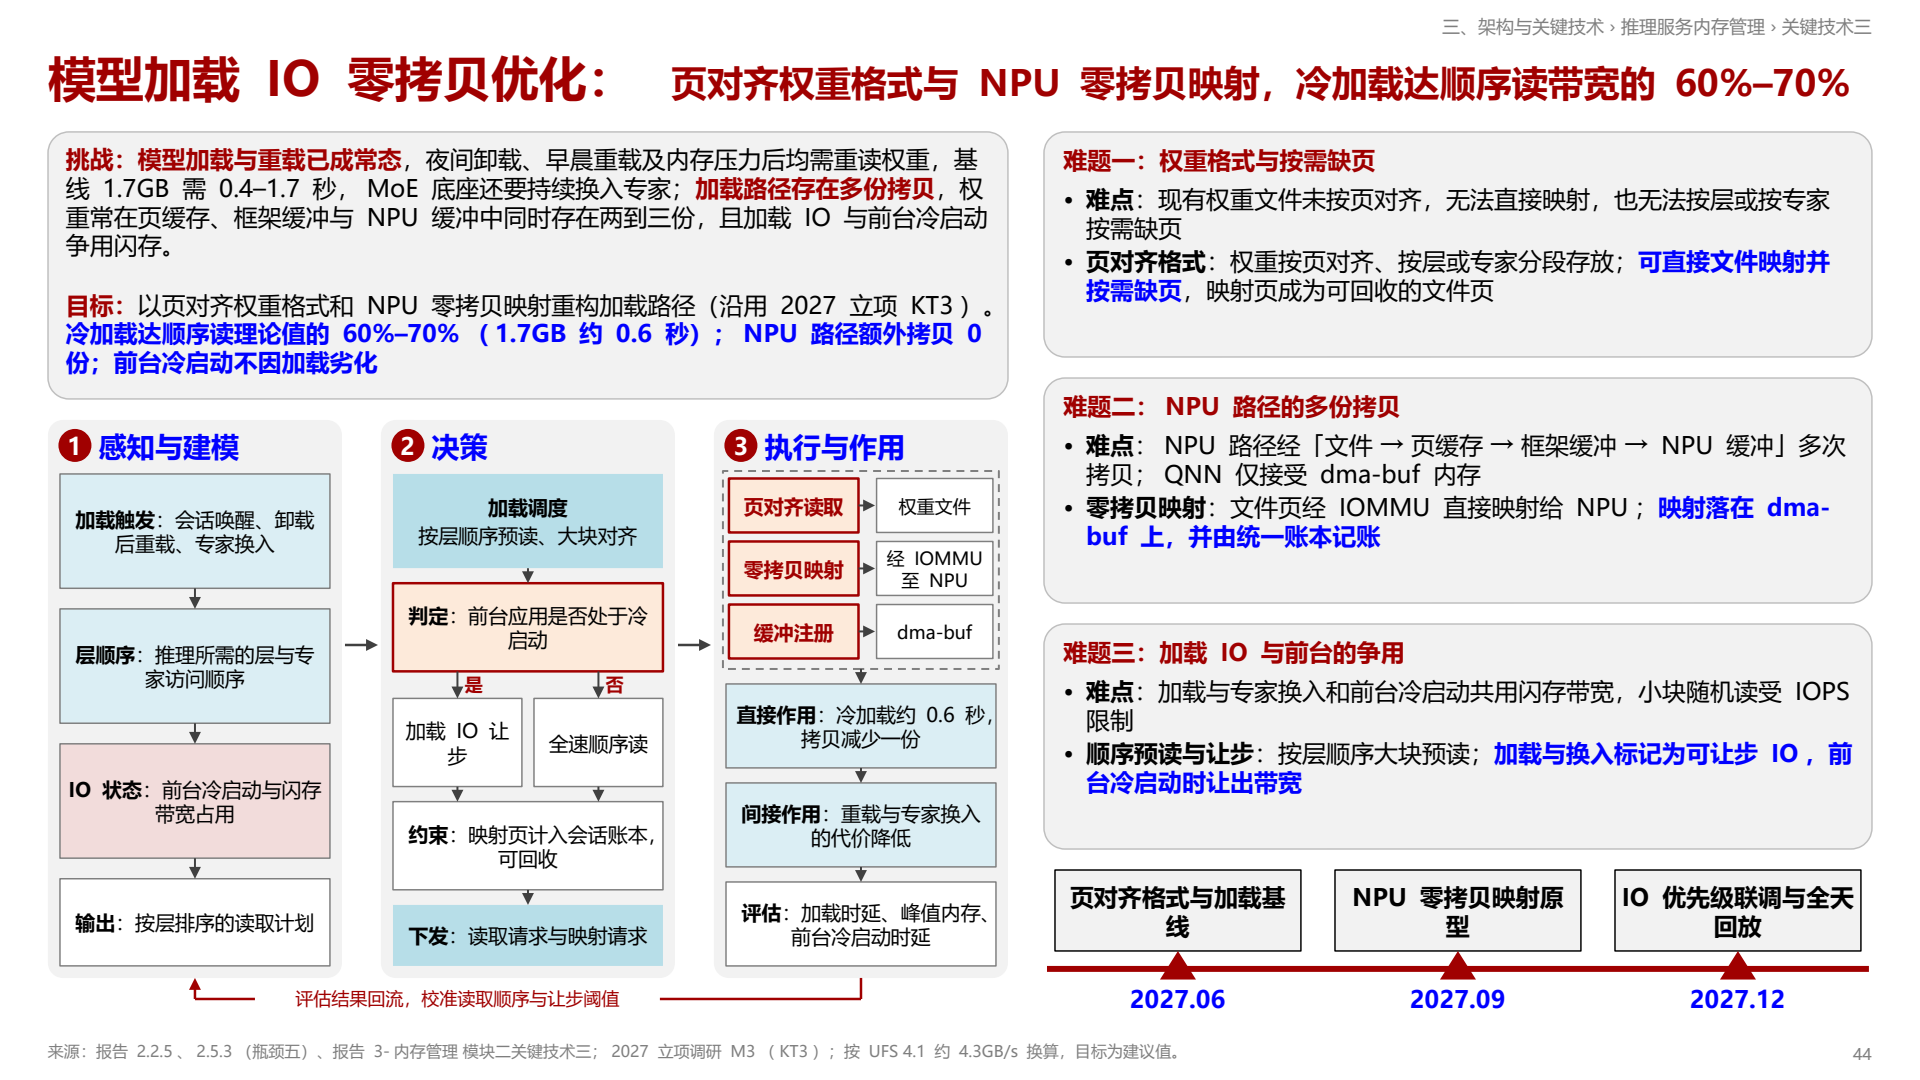 三、架构与关键技术 › 推理服务内存管理 › 关键技术三
模型加载 IO 零拷贝优化： 页对齐权重格式与 NPU 零拷贝映射，冷加载达顺序读带宽的 60%–70%
挑战：模型加载与重载已成常态，夜间卸载、早晨重载及内存压力后均需重读权重，基
线 1.7GB 需 0.4–1.7 秒， MoE 底座还要持续换入专家；加载路径存在多份拷贝，权
重常在页缓存、框架缓冲与 NPU 缓冲中同时存在两到三份，且加载 IO 与前台冷启动
争用闪存。
目标：以页对齐权重格式和 NPU 零拷贝映射重构加载路径（沿用 2027 立项 KT3 ）。
冷加载达顺序读理论值的 60%–70% （ 1.7GB 约 0.6 秒）； NPU 路径额外拷贝 0
份；前台冷启动不因加载劣化
1 感知与建模
加载触发：会话唤醒、卸载
后重载、专家换入
层顺序：推理所需的层与专
家访问顺序
IO 状态：前台冷启动与闪存
带宽占用
输出：按层排序的读取计划
2 决策
加载调度
按层顺序预读、大块对齐
判定：前台应用是否处于冷
启动
是
否
加载 IO 让
步
全速顺序读
约束：映射页计入会话账本，
可回收
下发：读取请求与映射请求
3 执行与作用
页对齐读取
权重文件
零拷贝映射
经 IOMMU
至 NPU
缓冲注册
dma-buf
直接作用：冷加载约 0.6 秒，
拷贝减少一份
间接作用：重载与专家换入
的代价降低
评估：加载时延、峰值内存、
前台冷启动时延
评估结果回流，校准读取顺序与让步阈值
难题一：权重格式与按需缺页
• 难点：现有权重文件未按页对齐，无法直接映射，也无法按层或按专家
按需缺页
• 页对齐格式：权重按页对齐、按层或专家分段存放；可直接文件映射并
按需缺页，映射页成为可回收的文件页
难题二： NPU 路径的多份拷贝
• 难点： NPU 路径经「文件 → 页缓存 → 框架缓冲 → NPU 缓冲」多次
拷贝； QNN 仅接受 dma-buf 内存
• 零拷贝映射：文件页经 IOMMU 直接映射给 NPU ；映射落在 dma-
buf 上，并由统一账本记账
难题三：加载 IO 与前台的争用
• 难点：加载与专家换入和前台冷启动共用闪存带宽，小块随机读受 IOPS
限制
• 顺序预读与让步：按层顺序大块预读；加载与换入标记为可让步 IO ，前
台冷启动时让出带宽
页对齐格式与加载基
线
NPU 零拷贝映射原
型
IO 优先级联调与全天
回放
2027.06
2027.09
2027.12
来源：报告 2.2.5 、 2.5.3 （瓶颈五）、报告 3- 内存管理 模块二关键技术三； 2027 立项调研 M3 （ KT3 ）；按 UFS 4.1 约 4.3GB/s 换算，目标为建议值。
44